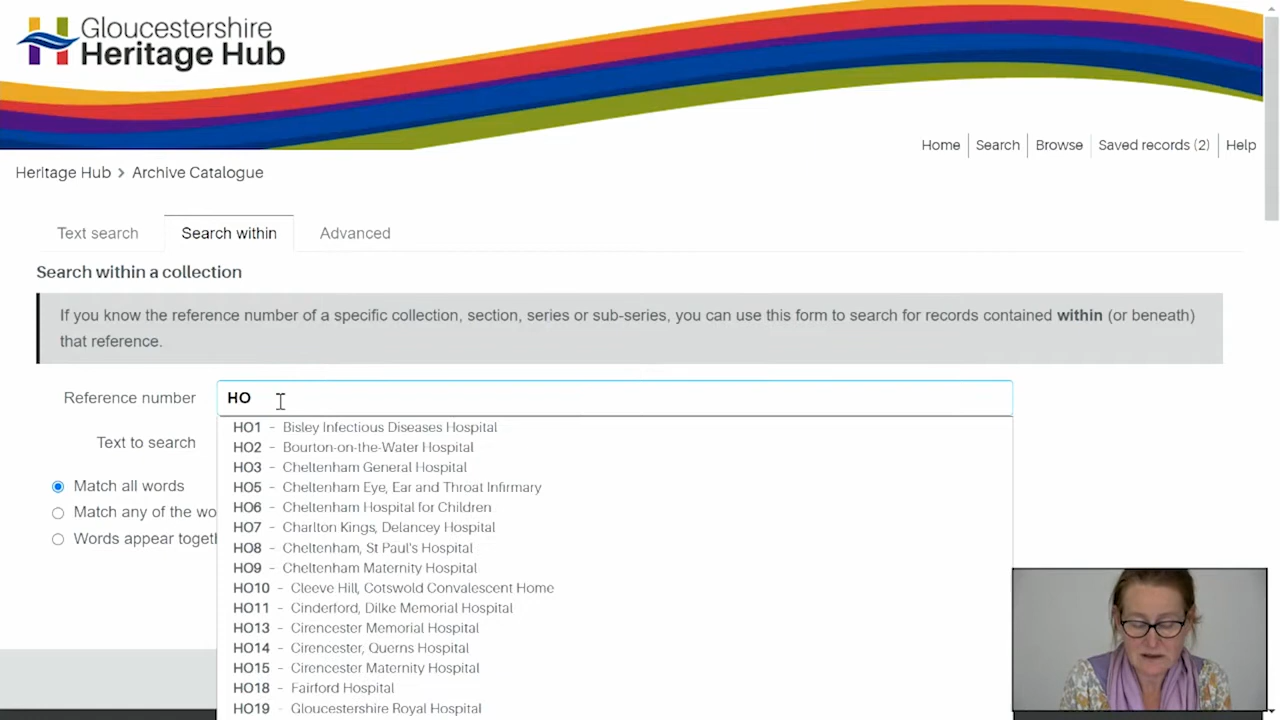 Gloucestershire
Heritage Hub
Home Search Browse Saved records (2) Help
Heritage Hub > Archive Catalogue
Text search Search within Advanced
Search within a collection
If you know the reference number of a specific collection, section, series or sub-series, you can use this form to search for records contained within (or beneath)
that reference.
Reference number HO
HO1 - Bisley Infectious Diseases Hospital
Text to search
HO2 - Bourton-on-the-Water Hospital
HO3 - Cheltenham General Hospital
Match all words
HO5 - Cheltenham Eye, Ear and Throat Infirmary
HO6 - Cheltenham Hospital for Children
Match any of the wo
HO7 - Charlton Kings, Delancey Hospital
Words appear togeth
HO8 - Cheltenham, St Paul's Hospital
HO9 - Cheltenham Maternity Hospital
HO10 - Cleeve Hill, Cotswold Convalescent Home
HO11 - Cinderford, Dilke Memorial Hospital
HO13 - Cirencester Memorial Hospital
HO14 - Cirencester, Querns Hospital
HO15 - Cirencester Maternity Hospital
HO18 - Fairford Hospital
HO19 - Gloucestershire Royal Hospital